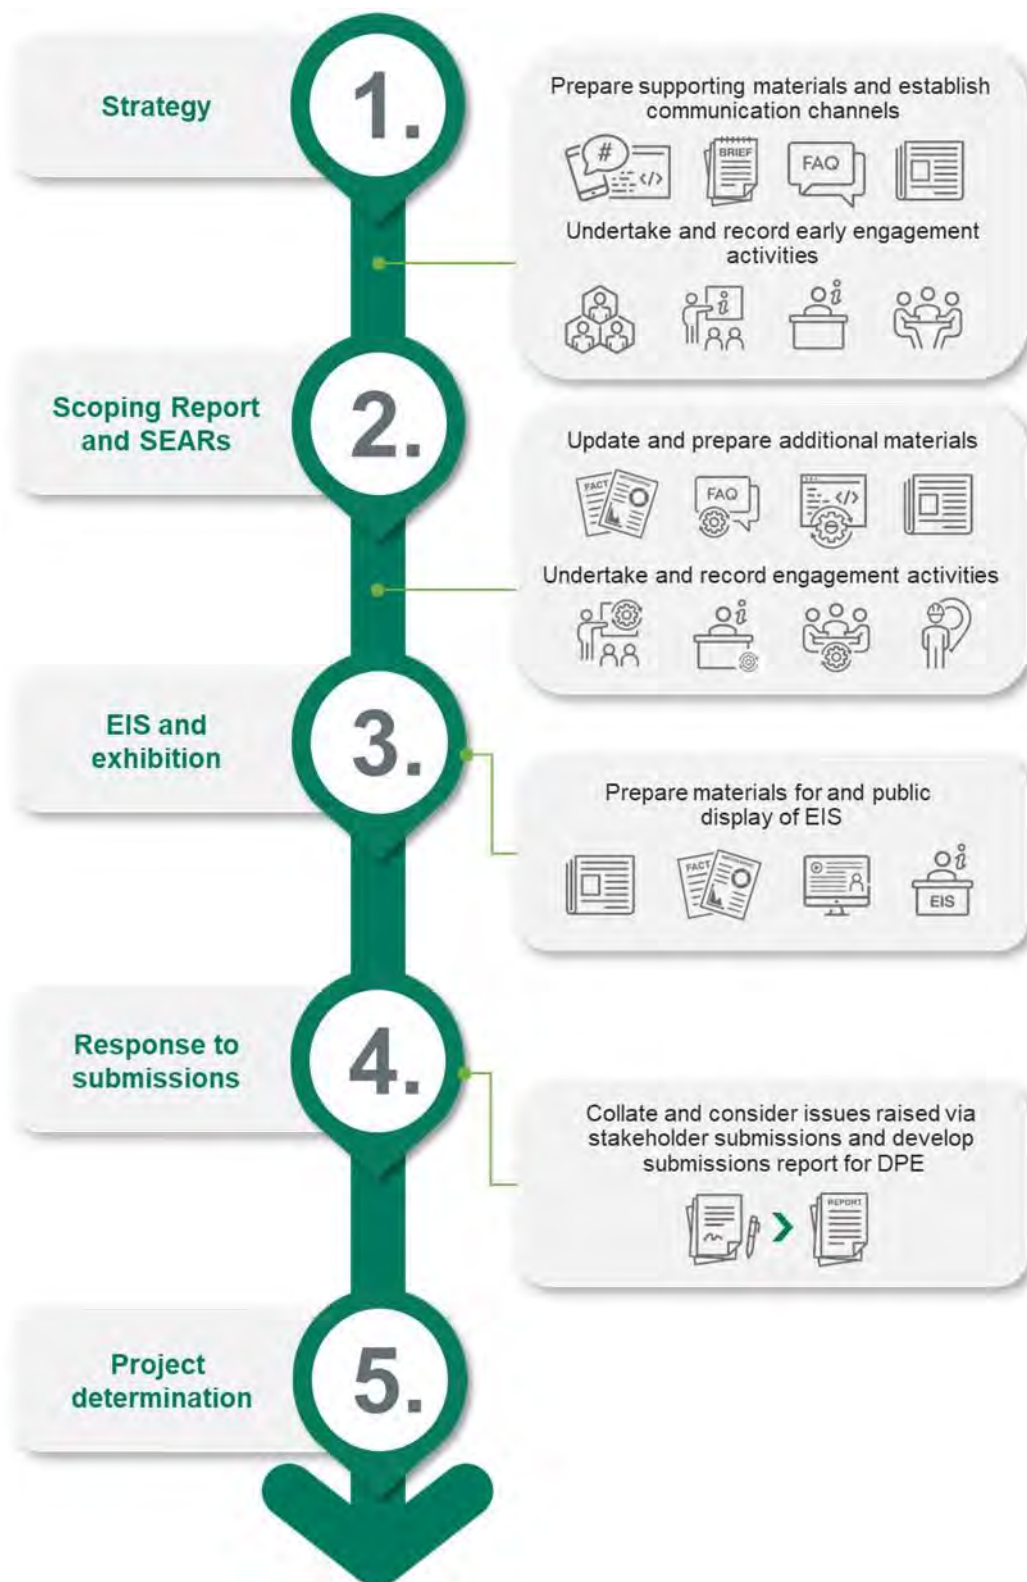 Strategy
1.
Prepare supporting materials and establish
communication channels
#
</>
BRIEF
FAQ
Undertake and record early engagement
activities
i
i
Scoping Report
and SEARs
2.
Update and prepare additional materials
FACT
FAQ
</>
Undertake and record engagement activities
i
EIS and
exhibition
3.
Prepare materials for and public
display of EIS
FACT
i
EIS
Response to
submissions
4.
Collate and consider issues raised via
stakeholder submissions and develop
submissions report for DPE
REPORT
Project
determination
5.